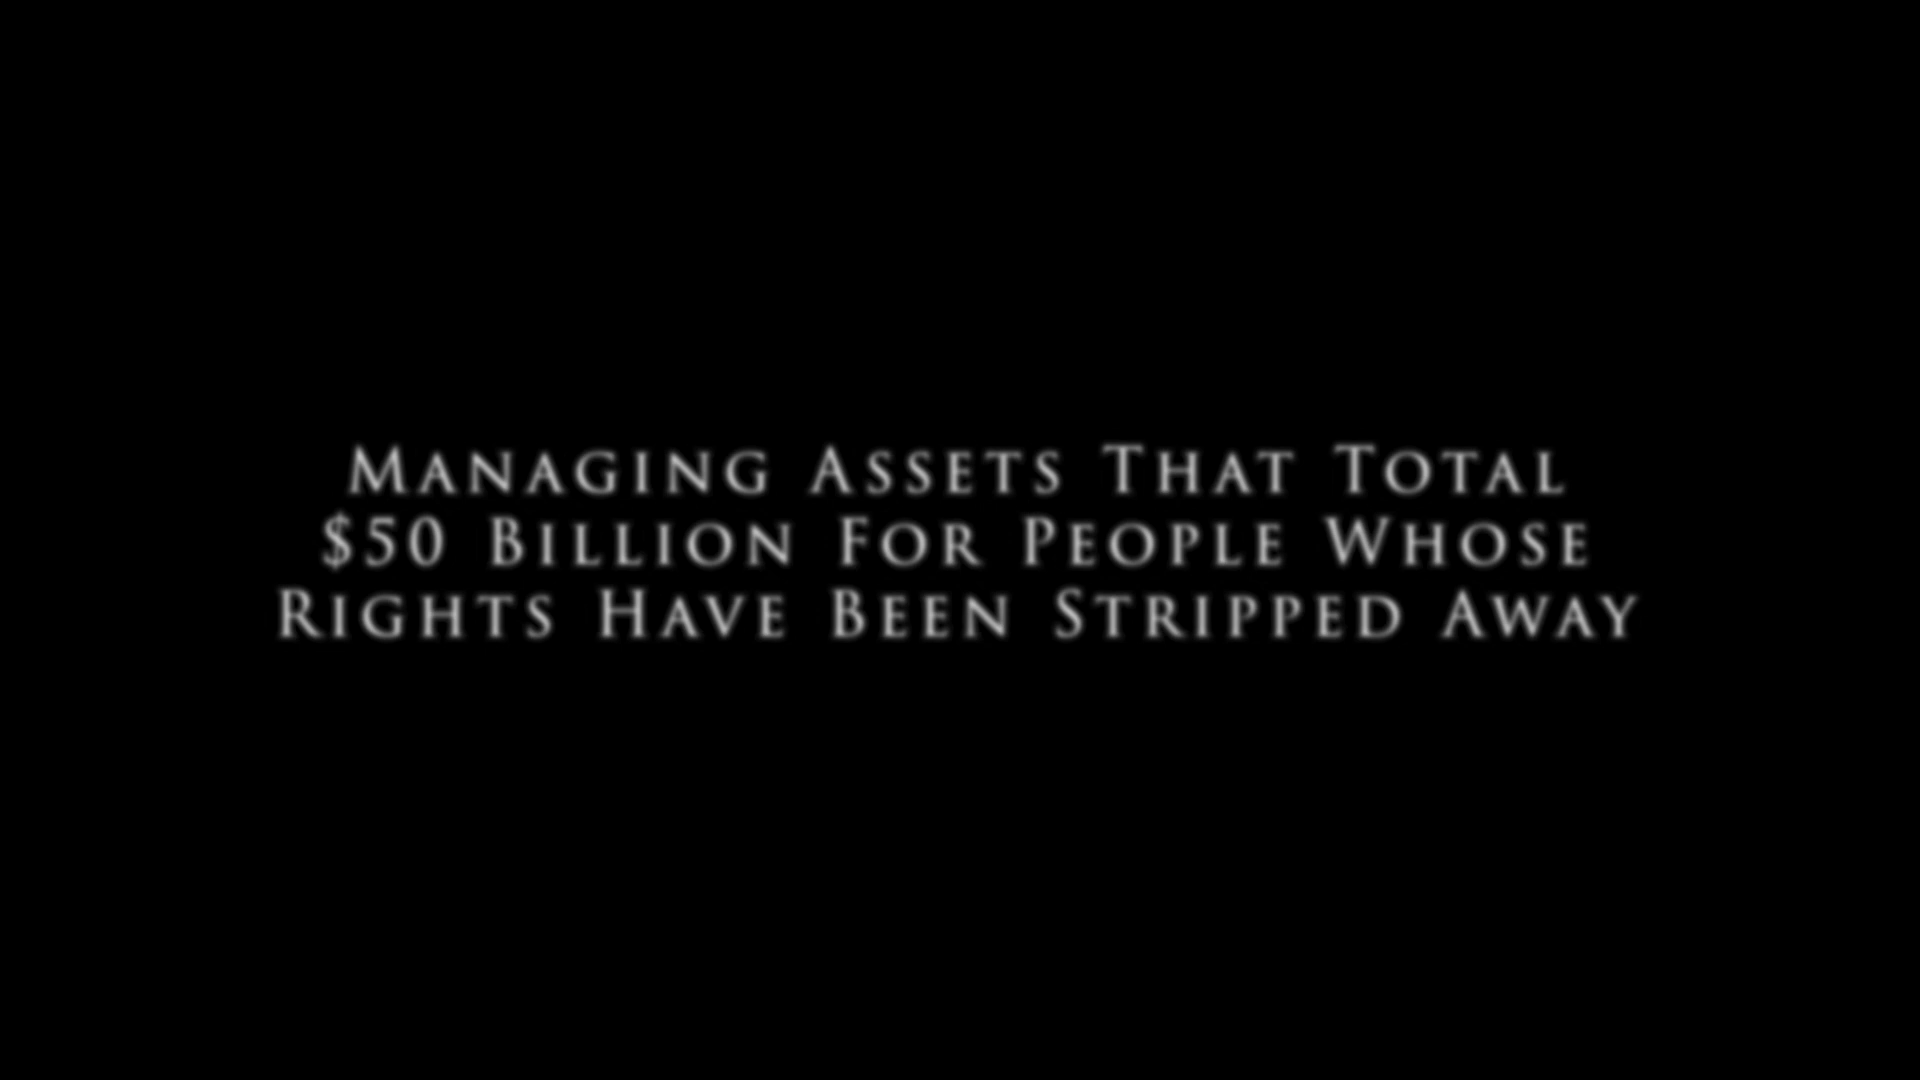 Managing Assets That Total
$50 Billion For People Whose
Rights Have Been Stripped Away